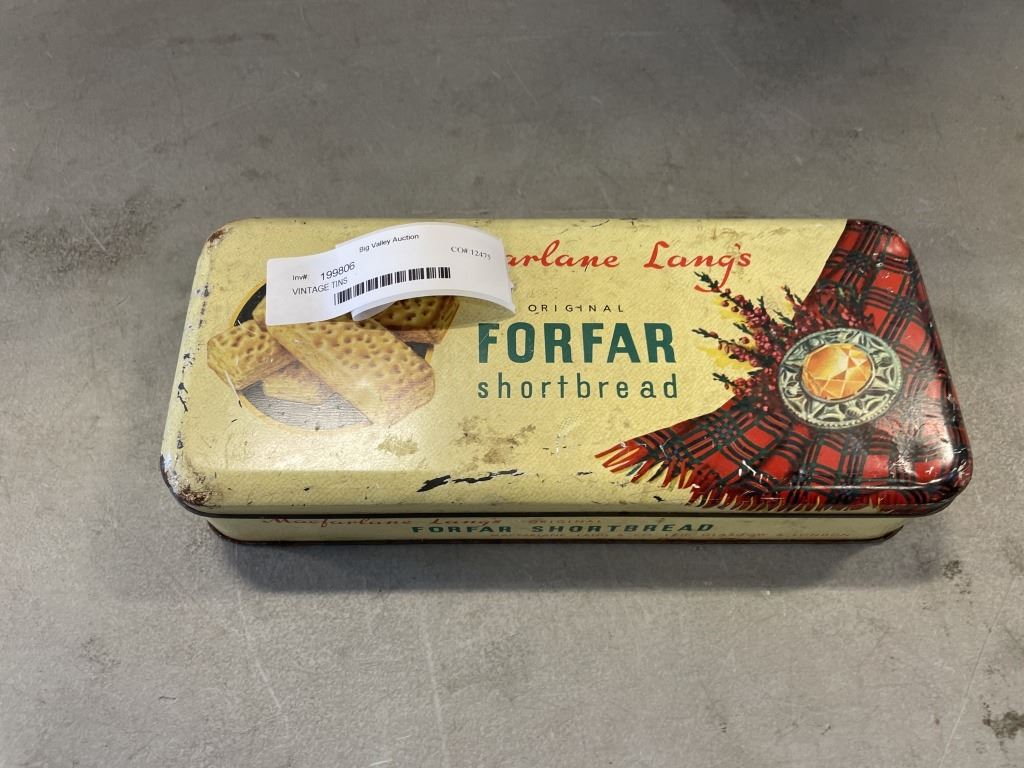 Big Valley Auction
CO#:12475
Inv#: 199806
VINTAGE TINS
arlane Lang's
ORIGINAL
FORFAR
shortbread
Macfarlane Lang's ORIGINAL
FORFAR SHORTBREAD
LONDON